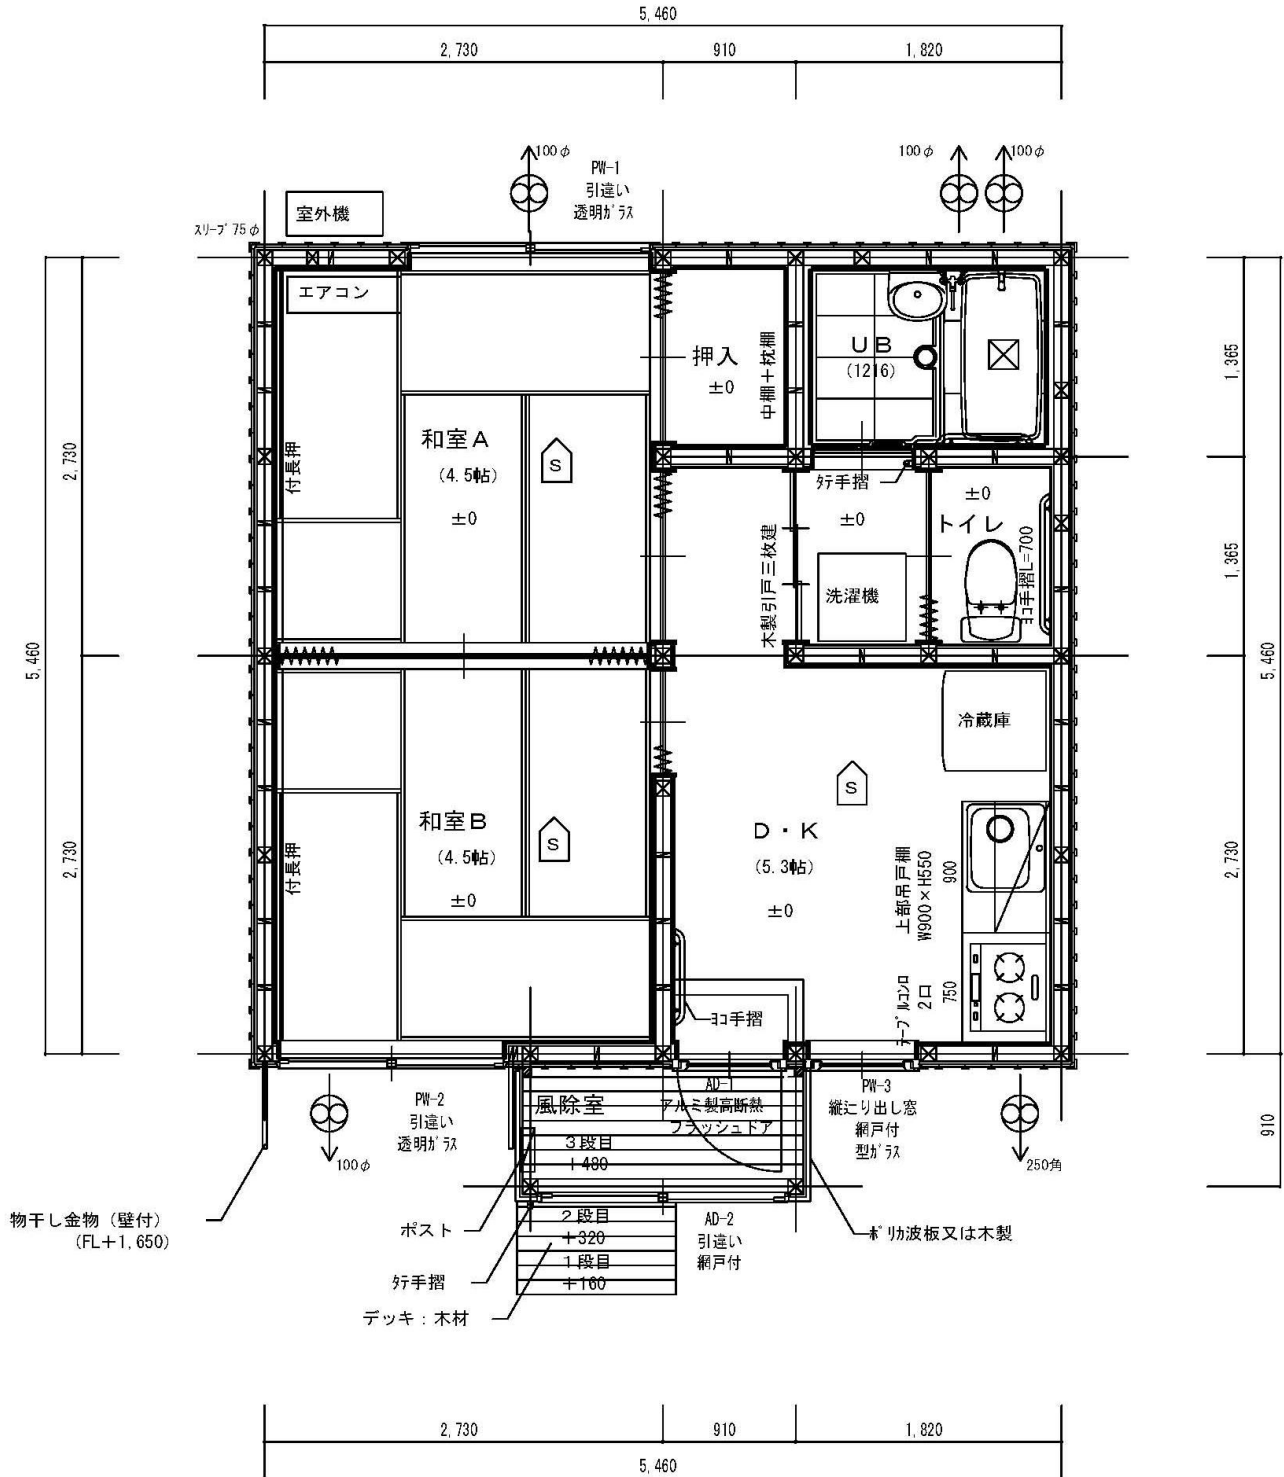 5,460
2,730
910
1,820
100φ
PW-1
引違い
透明ｶﾞﾗｽ
100φ
100φ
室外機
ｽﾘｰﾌﾞ75φ
エアコン
押入
±0
中棚＋枕棚
UB
(1216)
1,365
和室A
(4.5帖)
±0
S
付長押
2,730
ﾀﾃ手摺
±0
±0
トイレ
ﾖｺ手摺L=700
木製引戸三枚建
洗濯機
1,365
5,460
5,460
冷蔵庫
S
和室B
(4.5帖)
±0
S
付長押
2,730
D・K
(5.3帖)
±0
上部吊戸棚
W900×H550
900
2,730
ﾃｰﾌﾞﾙｺﾝﾛ
2口
750
ﾖｺ手摺
風除室
AD-1
アルミ製高断熱
フラッシュドア
PW-3
縦辷り出し窓
網戸付
型ｶﾞﾗｽ
PW-2
引違い
透明ｶﾞﾗｽ
100φ
250角
910
3段目
+480
2段目
+320
1段目
+160
AD-2
引違い
網戸付
物干し金物（壁付）
(FL+1,650)
ポスト
ﾀﾃ手摺
デッキ：木材
ﾎﾟﾘｶ波板又は木製
2,730
910
1,820
5,460